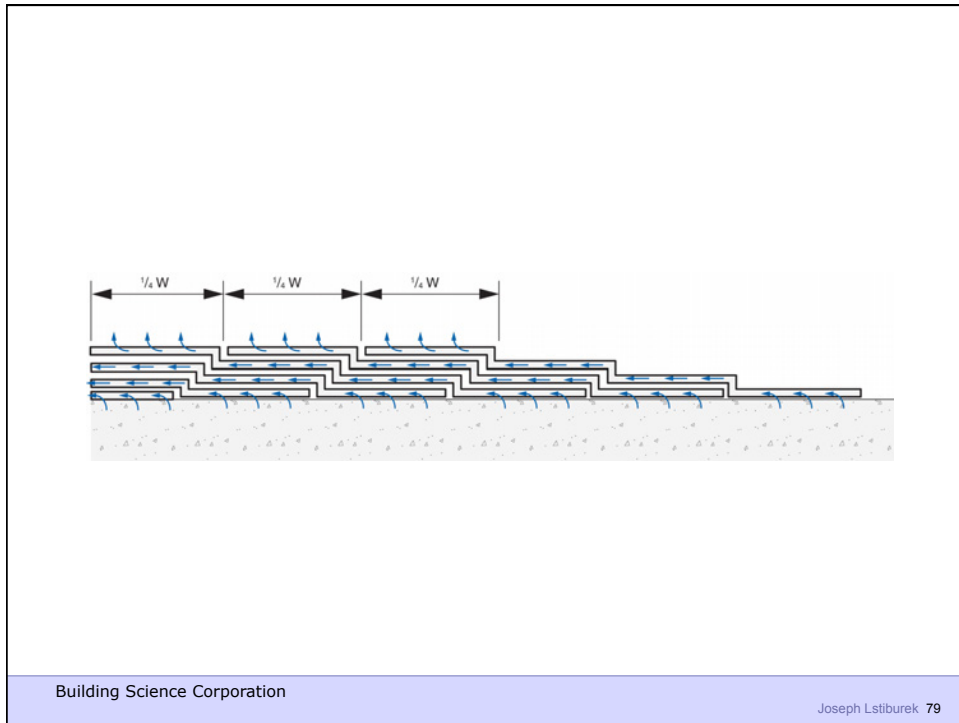 ¼ W ¼ W ¼ W
Building Science Corporation
Joseph Lstiburek 79